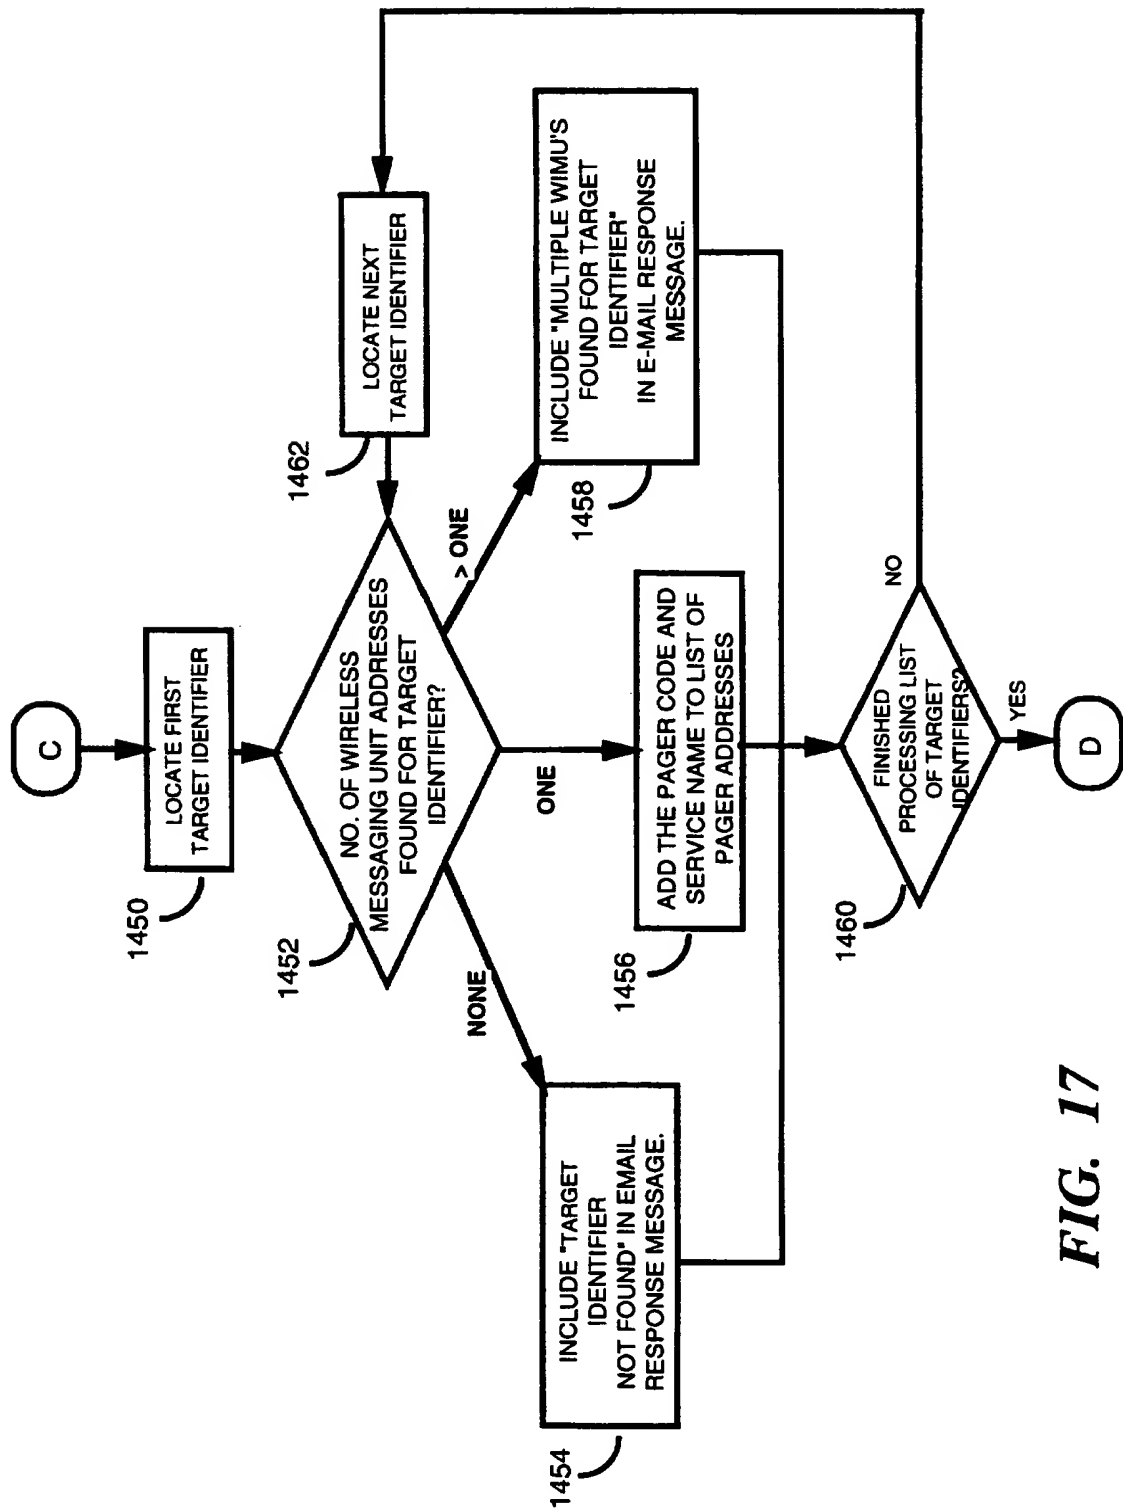 C
LOCATE FIRST
TARGET IDENTIFIER
1450
NO. OF WIRELESS
MESSAGING UNIT ADDRESSES
FOUND FOR TARGET
IDENTIFIER?
1452
LOCATE NEXT
TARGET IDENTIFIER
1462
NONE
ONE
> ONE
INCLUDE "TARGET
IDENTIFIER
NOT FOUND" IN EMAIL
RESPONSE MESSAGE.
1454
ADD THE PAGER CODE AND
SERVICE NAME TO LIST OF
PAGER ADDRESSES
1456
INCLUDE "MULTIPLE WIMU'S
FOUND FOR TARGET
IDENTIFIER"
IN E-MAIL RESPONSE
MESSAGE.
1458
FINISHED
PROCESSING LIST
OF TARGET
IDENTIFIERS?
1460
NO
YES
D
FIG. 17